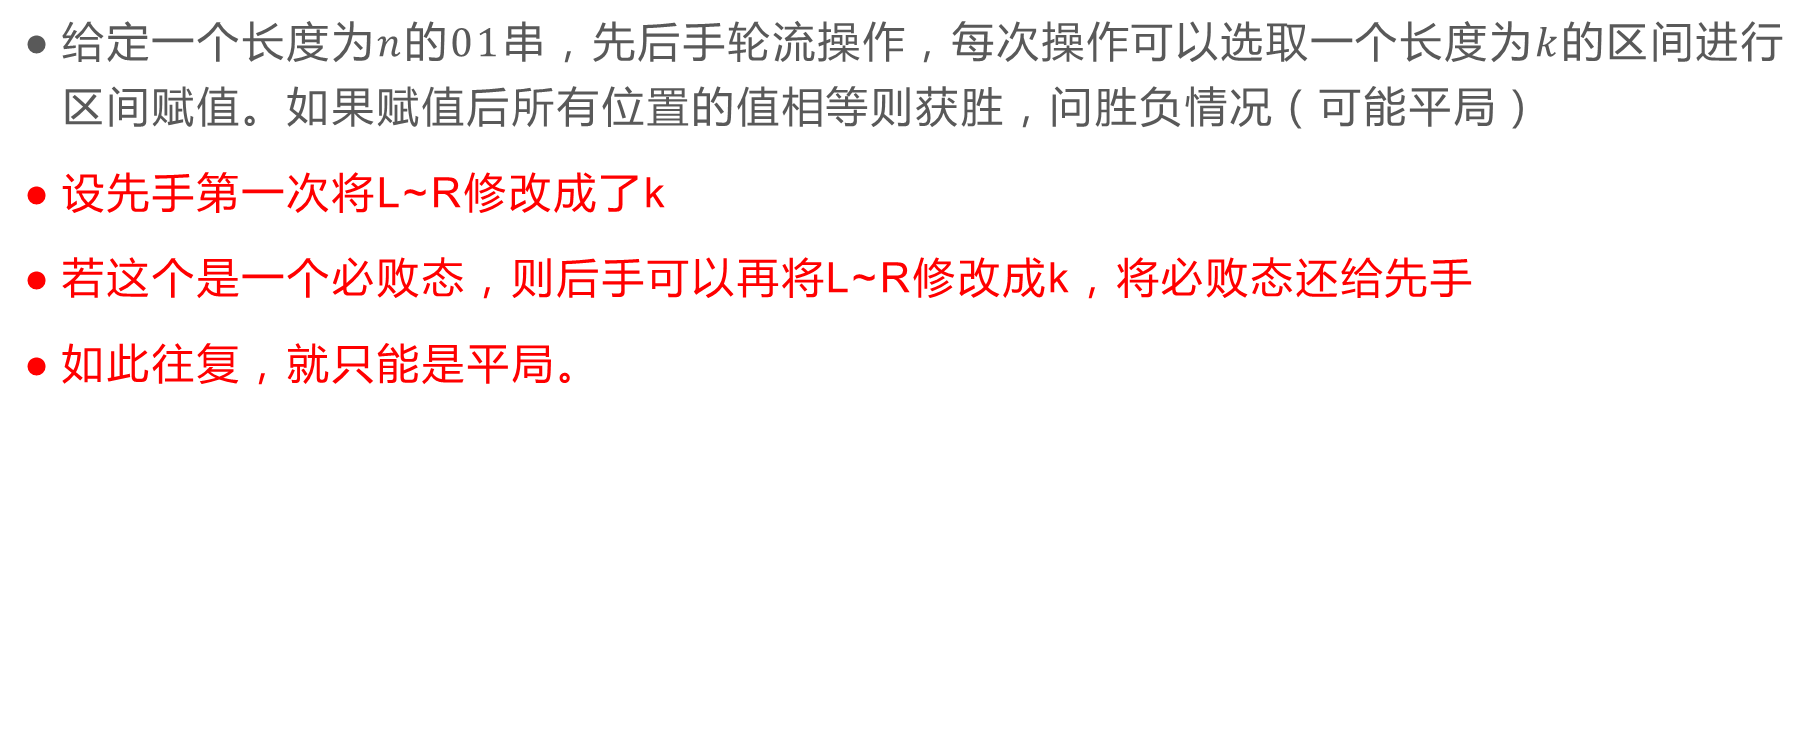 ● 给定一个长度为n的01串，先后手轮流操作，每次操作可以选取一个长度为k的区间进行
区间赋值。如果赋值后所有位置的值相等则获胜，问胜负情况（可能平局）
● 设先手第一次将L~R修改成了k
● 若这个是一个必败态，则后手可以再将L~R修改成k，将必败态还给先手
● 如此往复，就只能是平局。